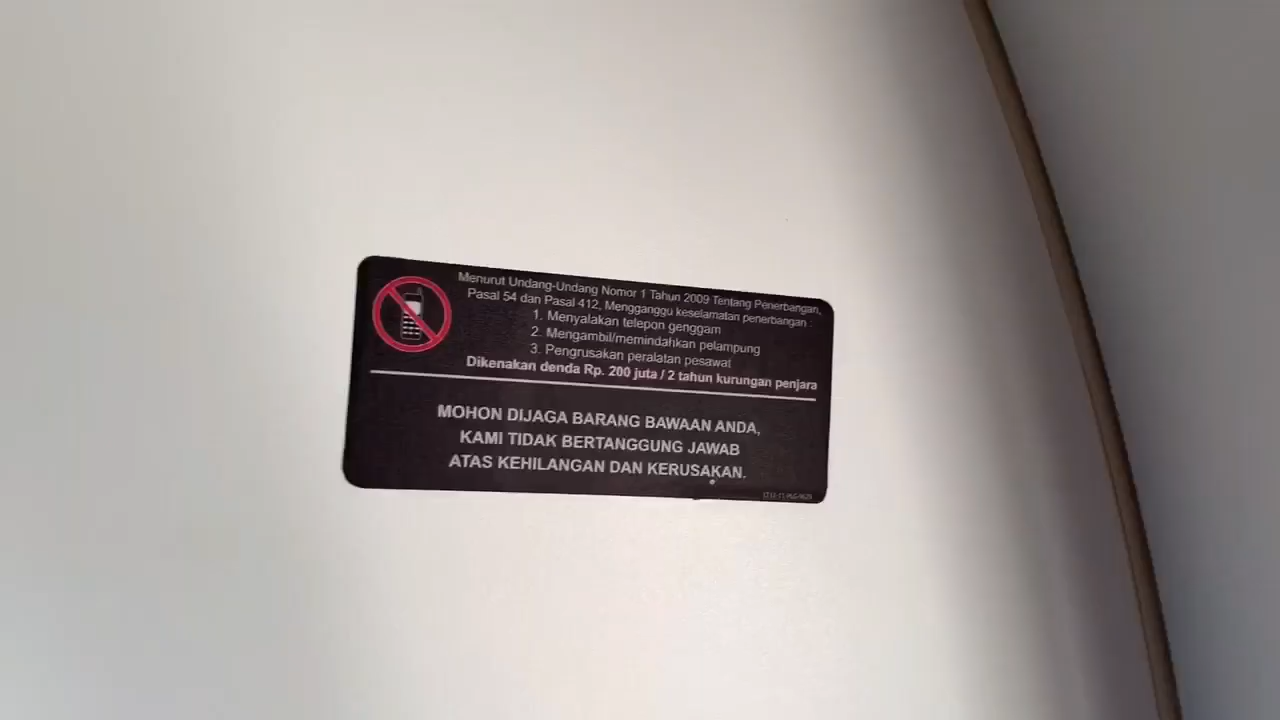 Menurut Undang-Undang Nomor 1 Tahun 2009 Tentang Penerbangan,
Pasal 54 dan Pasal 412, Mengganggu keselamatan penerbangan :
1. Menyalakan telepon genggam
2. Mengambil/memindahkan pelampung
3. Pengrusakan peralatan pesawat
Dikenakan denda Rp. 200 juta / 2 tahun kurungan penjara
MOHON DIJAGA BARANG BAWAAN ANDA,
KAMI TIDAK BERTANGGUNG JAWAB
ATAS KEHILANGAN DAN KERUSAKAN.